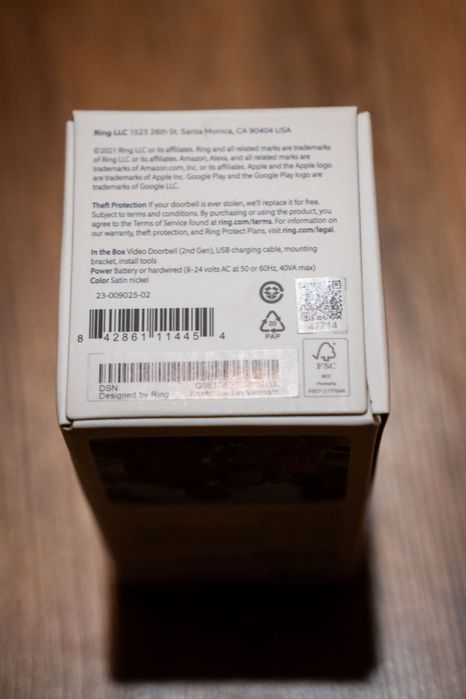 Ring LLC 1523 26th St. Santa Monica, CA 90404 USA
©2021 Ring LLC or its affiliates. Ring and all related marks are trademarks
of Ring LLC or its affiliates. Amazon, Alexa, and all related marks are
trademarks of Amazon.com, Inc. or its affiliates. Apple and the Apple logo
are trademarks of Apple Inc. Google Play and the Google Play logo are
trademarks of Google LLC.
Theft Protection If your doorbell is ever stolen, we'll replace it for free.
Subject to terms and conditions. By purchasing or using the product, you
agree to the Terms of Service found at ring.com/terms. For information on
our warranty, theft protection, and Ring Protect Plans, visit ring.com/legal.
In the Box Video Doorbell (2nd Gen), USB charging cable, mounting
bracket, install tools
Power Battery or hardwired (8-24 volts AC at 50 or 60Hz, 40VA max)
Color Satin nickel
23-009025-02
47714
8 42861 11445 4
20
PAP
FSC
MIX
Packaging
DSN
Designed by Ring in Vietnam